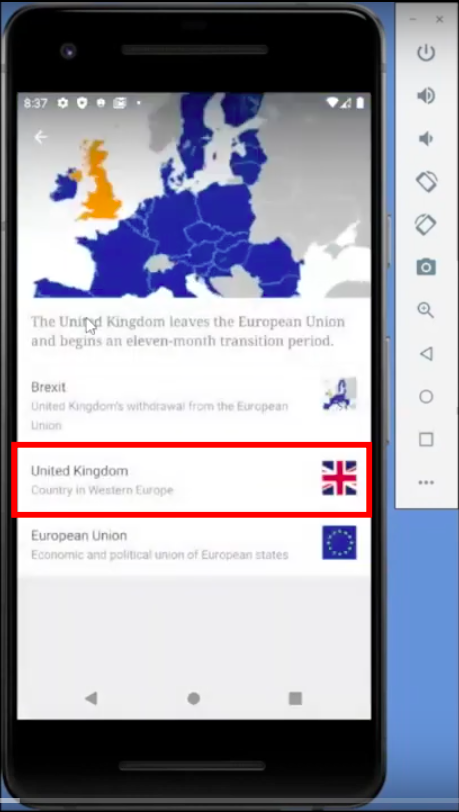 8:37
The United Kingdom leaves the European Union
and begins an eleven-month transition period.
Brexit
United Kingdom's withdrawal from the European
Union
United Kingdom
Country in Western Europe
European Union
Economic and political union of European states